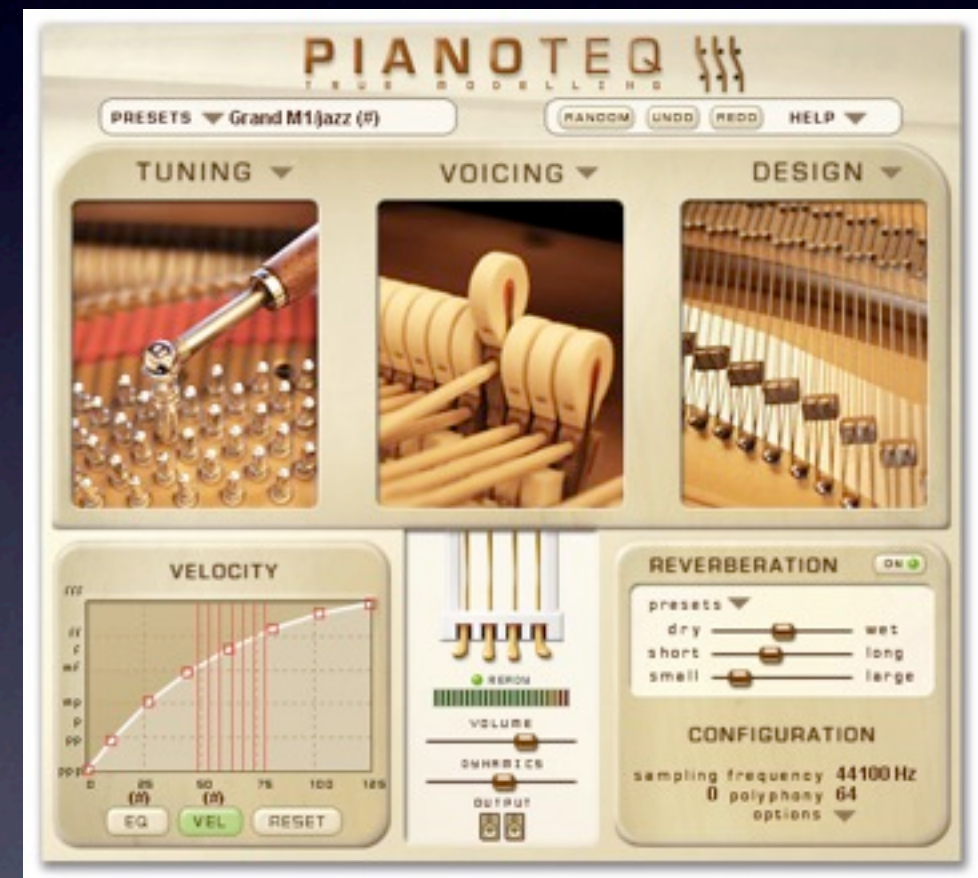 PIANOTEQ
TRUE MODELLING
PRESETS Grand M1/jazz (#)
RANDOM UNDO REDO HELP
TUNING VOICING DESIGN
VELOCITY
fff
ff
f
mf
mp
p
pp
ppp
0 25 50 75 100 125
(#) (#)
EQ VEL RESET
READY
VOLUME
DYNAMICS
OUTPUT
REVERBERATION ON
presets
dry wet
short long
small large
CONFIGURATION
sampling frequency 44100 Hz
0 polyphony 64
options